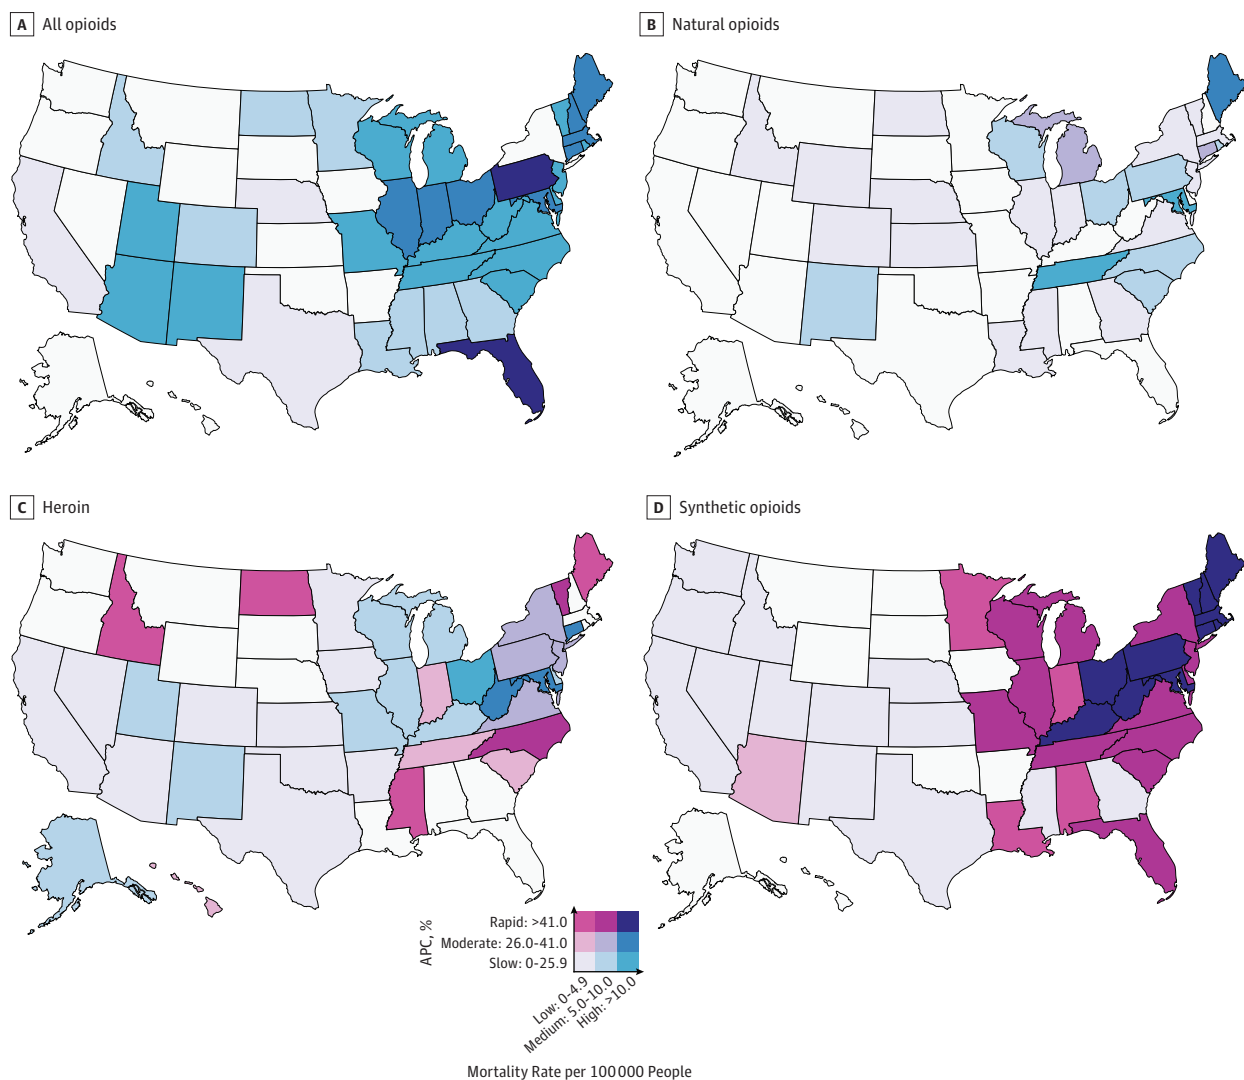 A All opioids
B Natural opioids
C Heroin
D Synthetic opioids
APC, %
Rapid: >41.0
Moderate: 26.0-41.0
Slow: 0-25.9
Low: 0-4.9
Medium: 5.0-10.0
High: >10.0
Mortality Rate per 100 000 People